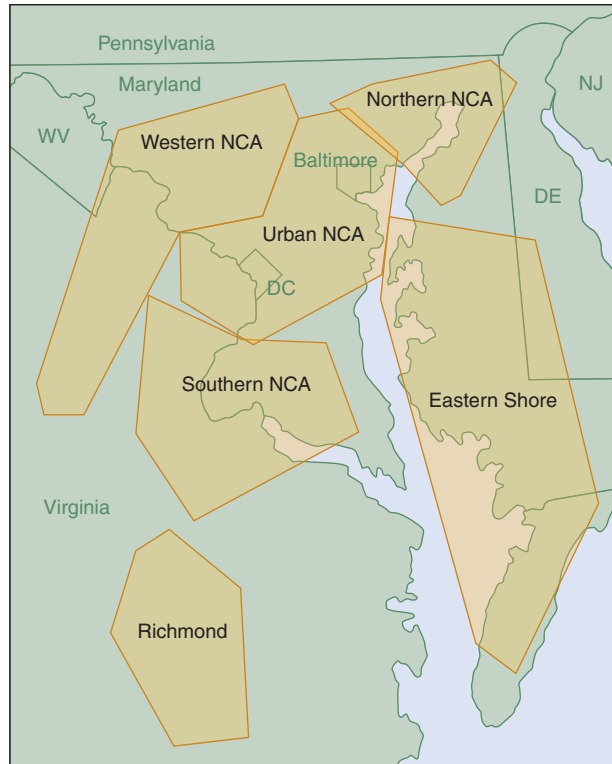 Pennsylvania
Maryland
NJ
Northern NCA
WV
Western NCA
Baltimore
DE
Urban NCA
DC
Southern NCA
Eastern Shore
Virginia
Richmond